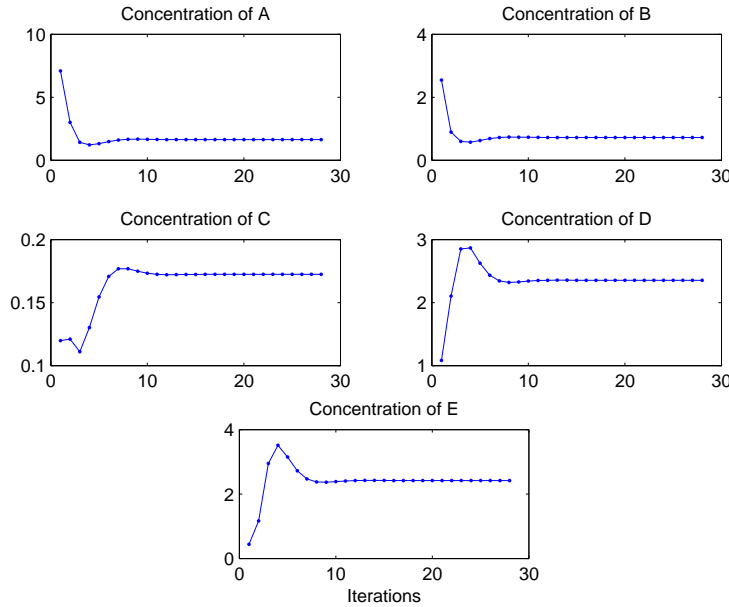 Concentration of A
10
5
0
0 10 20 30
Concentration of B
4
2
0
0 10 20 30
Concentration of C
0.2
0.15
0.1
0 10 20 30
Concentration of D
3
2
1
0 10 20 30
Concentration of E
4
2
0
0 10 20 30
Iterations